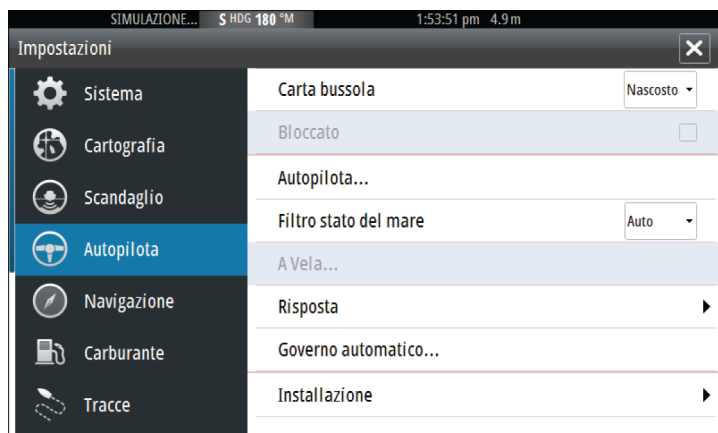 SIMULAZIONE... S HDG 180 °M 1:53:51 pm 4.9 m
Impostazioni
Sistema
Cartografia
Scandaglio
Autopilota
Navigazione
Carburante
Tracce
Carta bussola Nascosto
Bloccato
Autopilota...
Filtro stato del mare Auto
A Vela...
Risposta
Governo automatico...
Installazione